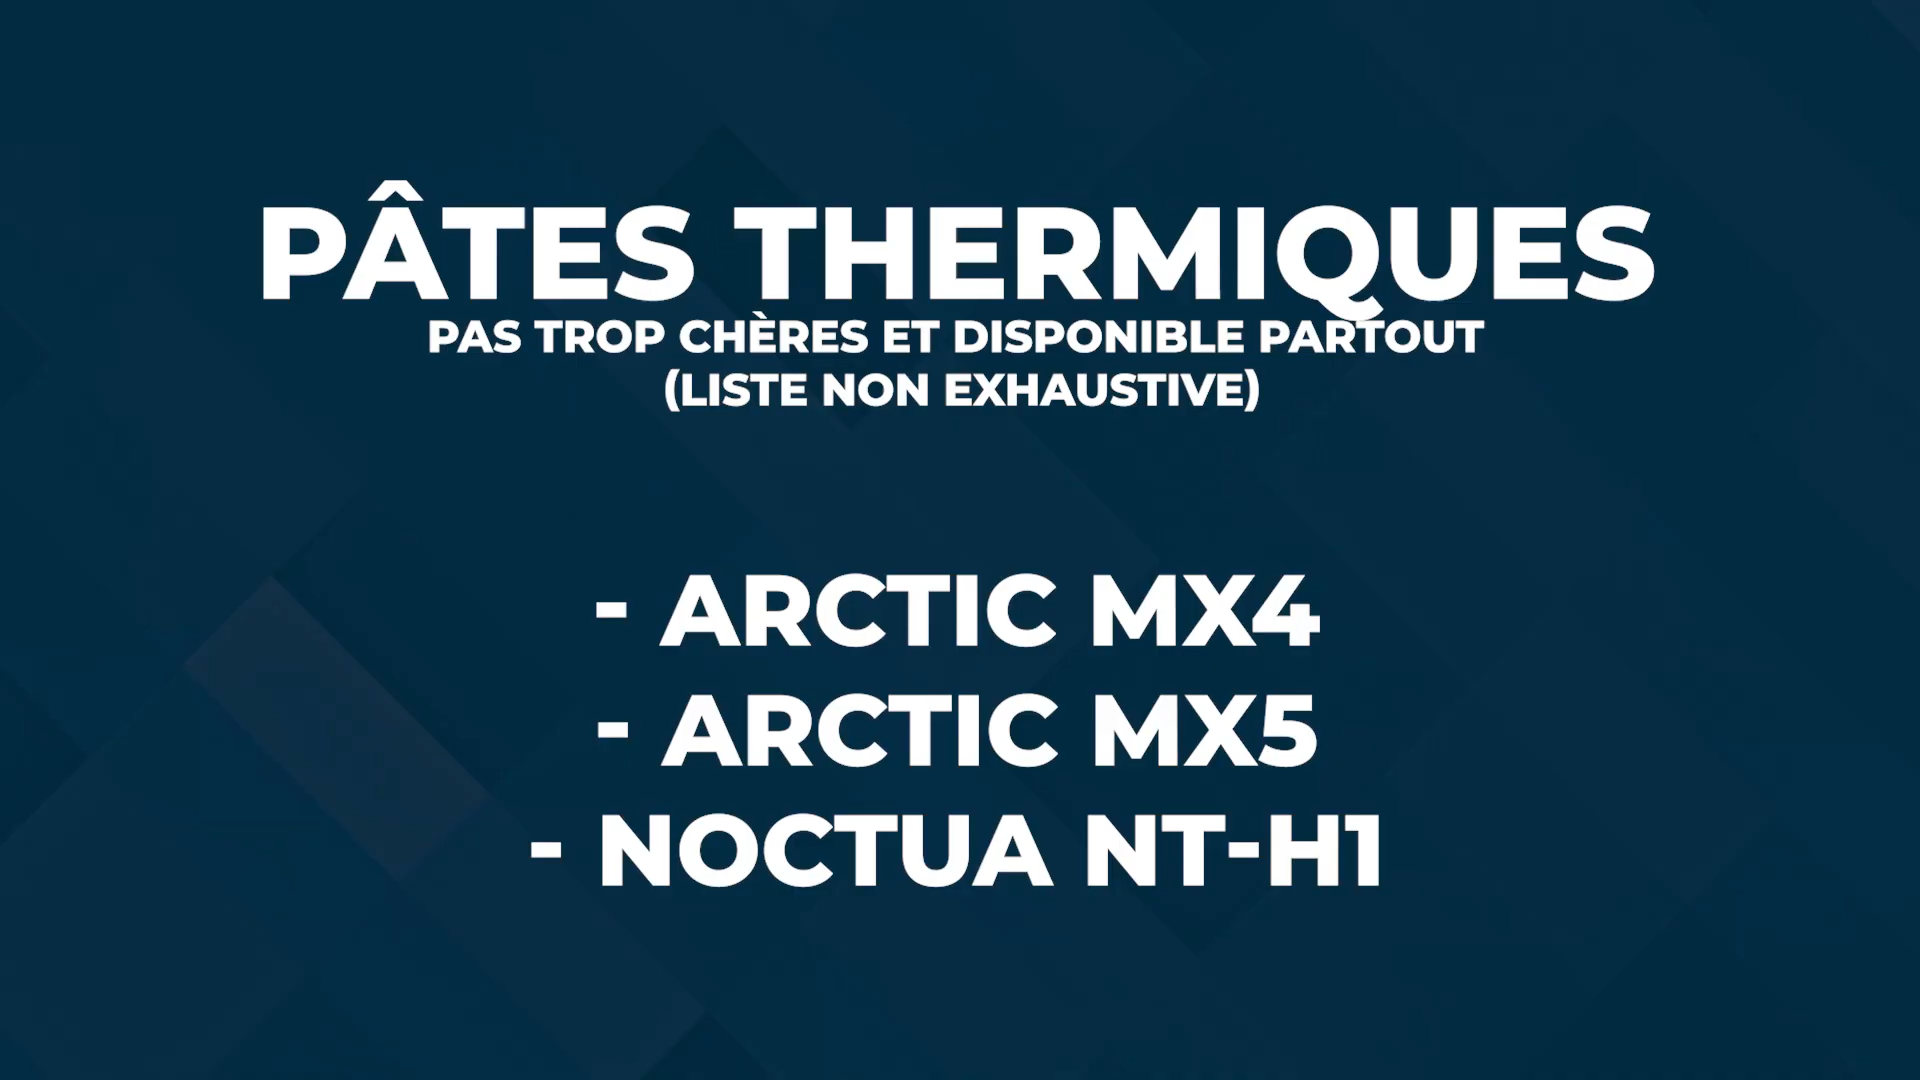 PÂTES THERMIQUES
PAS TROP CHÈRES ET DISPONIBLE PARTOUT
(LISTE NON EXHAUSTIVE)
- ARCTIC MX4
- ARCTIC MX5
- NOCTUA NT-H1